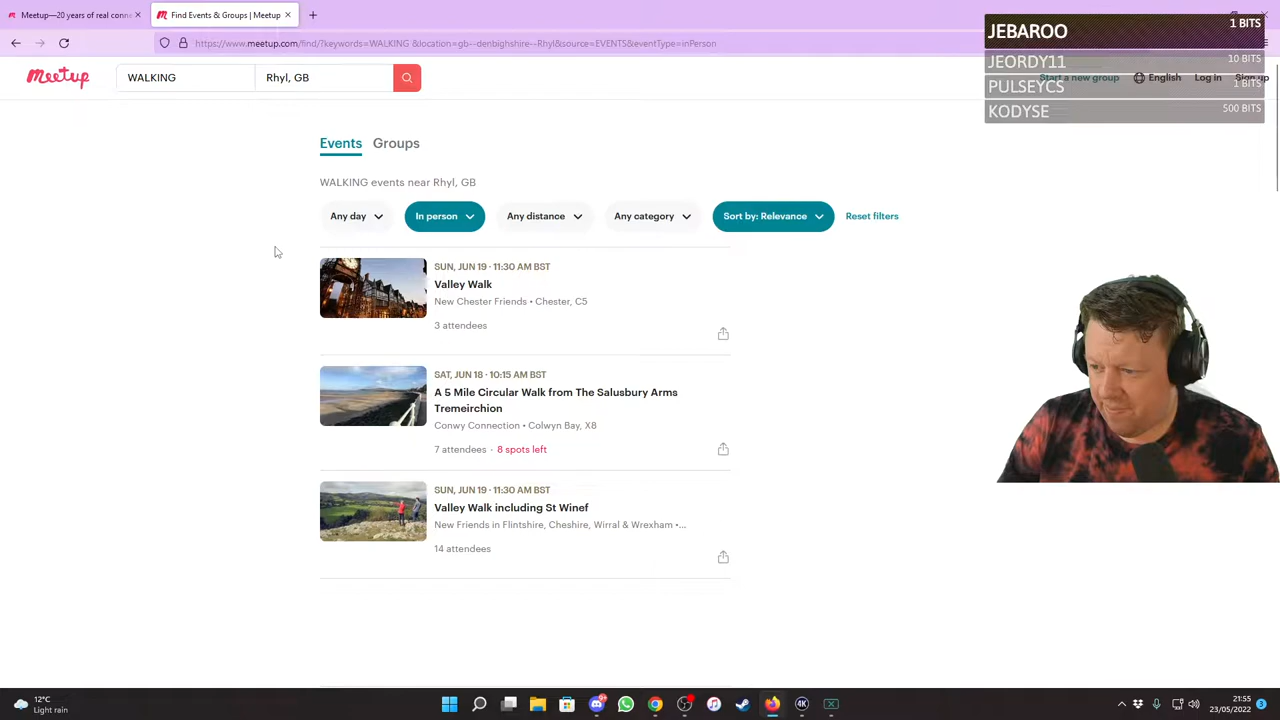 Meetup—20 years of real conn
Find Events & Groups | Meetup
https://www.meetup.com/ WALKING &location=gb--denbighshire--Rhyl&source=EVENTS&eventType=inPerson
JEBAROO 1 BITS
JEORDY11 10 BITS
PULSEYCS 1 BITS
KODYSE 500 BITS
Meetup WALKING Rhyl, GB Start a new group English Log in Sign up
Events Groups
WALKING events near Rhyl, GB
Any day In person Any distance Any category Sort by: Relevance Reset filters
SUN, JUN 19 · 11:30 AM BST
Valley Walk
New Chester Friends • Chester, C5
3 attendees
SAT, JUN 18 · 10:15 AM BST
A 5 Mile Circular Walk from The Salusbury Arms
Tremeirchion
Conwy Connection • Colwyn Bay, X8
7 attendees · 8 spots left
SUN, JUN 19 · 11:30 AM BST
Valley Walk including St Winef
New Friends in Flintshire, Cheshire, Wirral & Wrexham •...
14 attendees
12°C
Light rain
21:55
23/05/2022